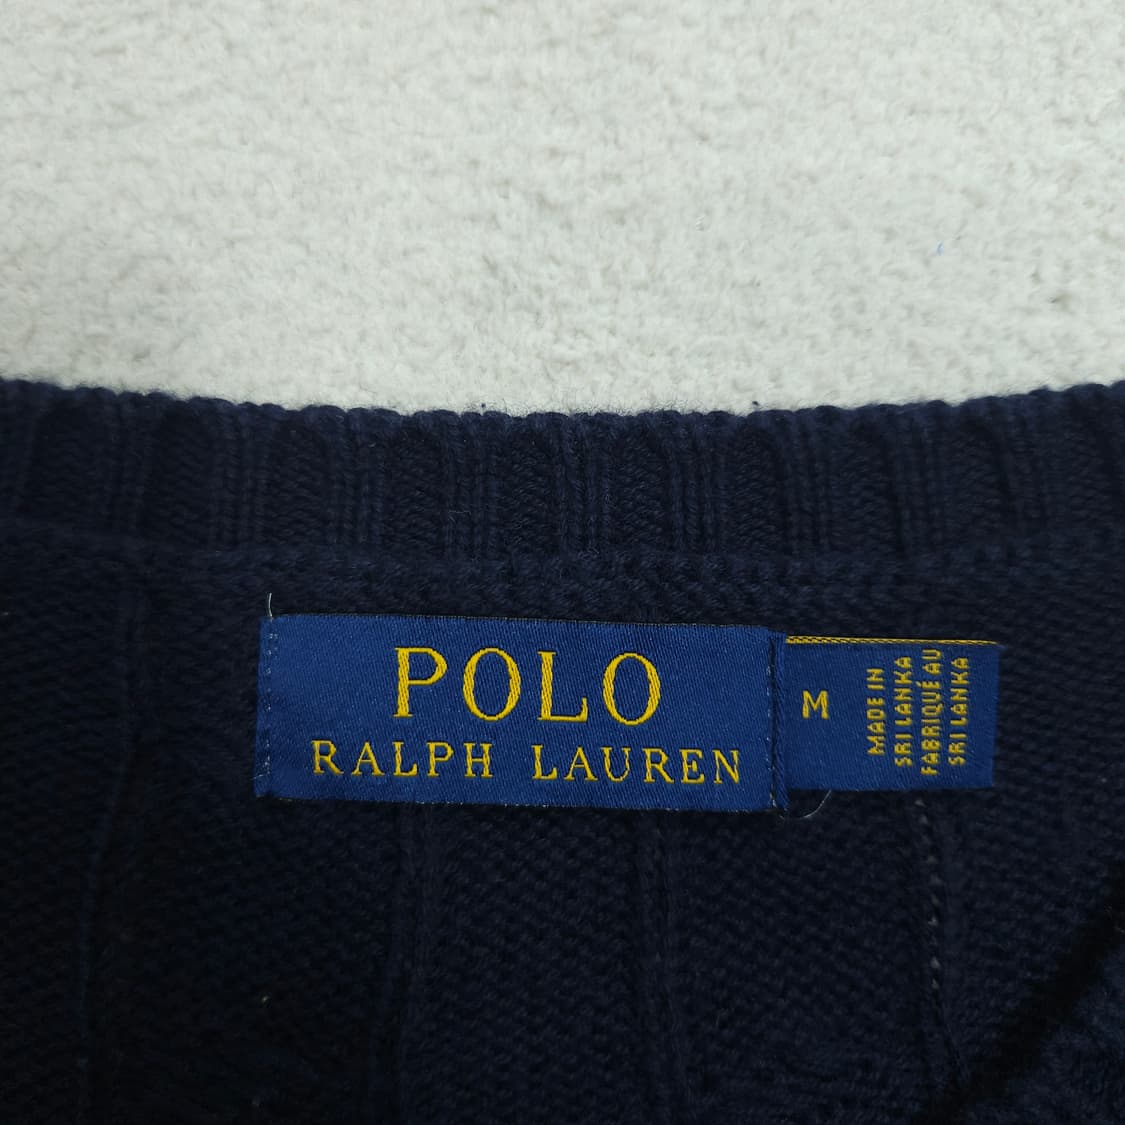 POLO
RALPH LAUREN
M
MADE IN
SRI LANKA
FABRIQUÉ AU
SRI LANKA